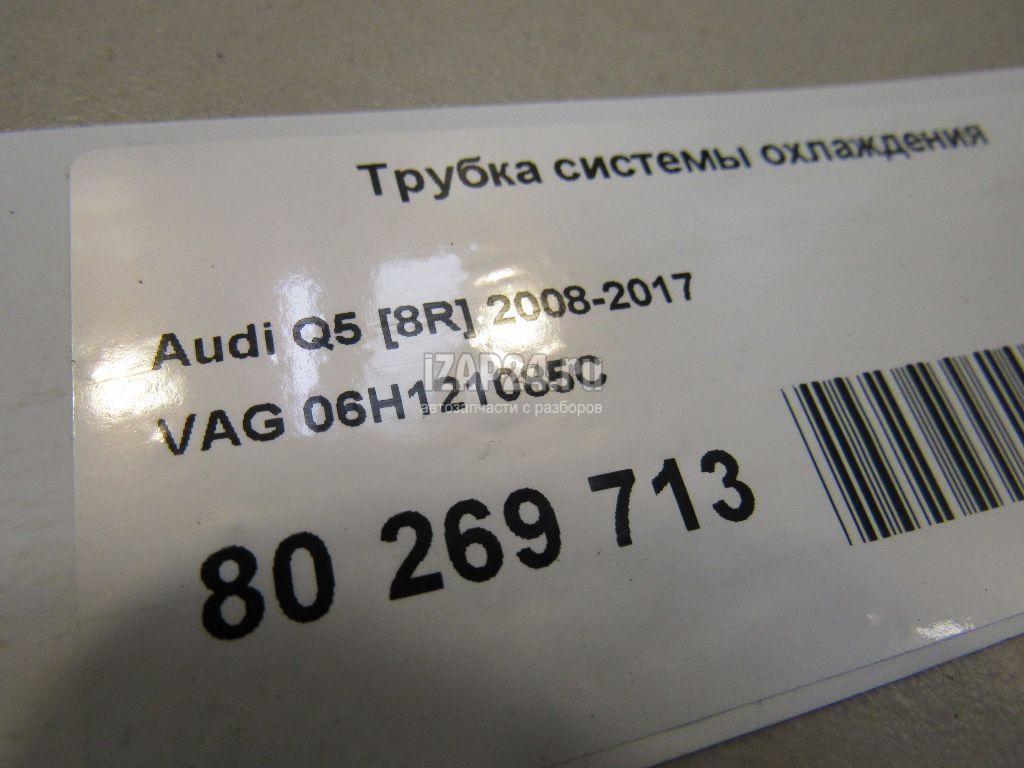 Трубка системы охлаждения
Audi Q5 [8R] 2008-2017
iZAP24.ru
VAG 06H121085C
автозапчасти с разборов
80 269 713